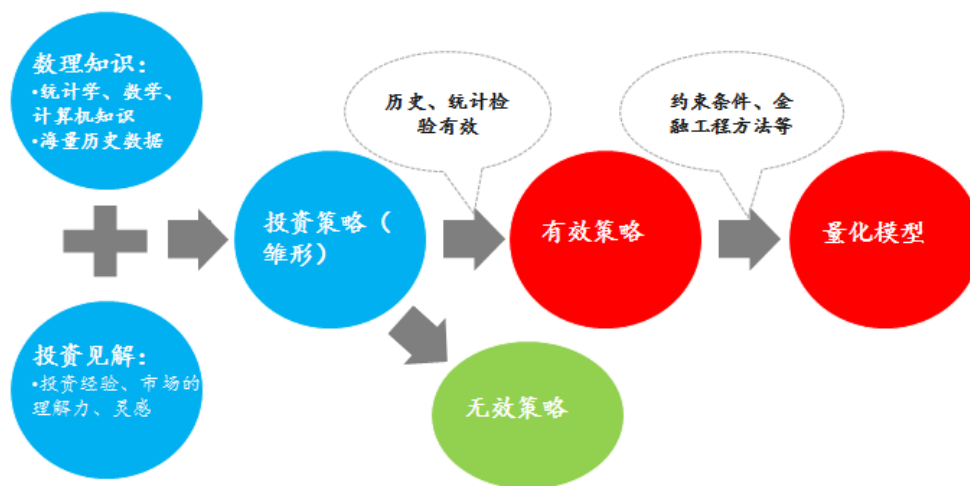 数理知识：
•统计学、数学、
计算机知识
•海量历史数据
投资见解：
•投资经验、市场的
理解力、灵感
投资策略（
雏形）
历史、统计检
验有效
有效策略
无效策略
约束条件、金
融工程方法等
量化模型